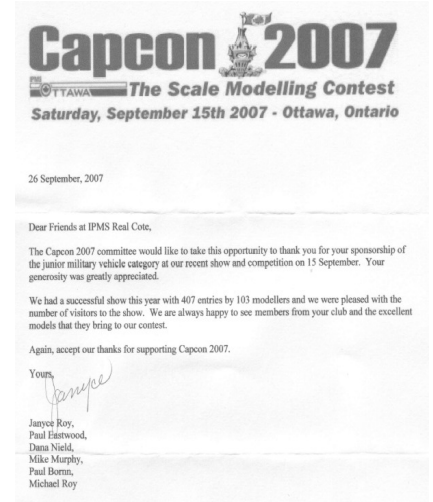 Capcon 2007
OTTAWA The Scale Modelling Contest
Saturday, September 15th 2007 - Ottawa, Ontario
26 September, 2007
Dear Friends at IPMS Real Cote,
The Capcon 2007 committee would like to take this opportunity to thank you for your sponsorship of
the junior military vehicle category at our recent show and competition on 15 September. Your
generosity was greatly appreciated.
We had a successful show this year with 407 entries by 103 modellers and we were pleased with the
number of visitors to the show. We are always happy to see members from your club and the excellent
models that they bring to our contest.
Again, accept our thanks for supporting Capcon 2007.
Yours,
Janyce
Janyce Roy,
Paul Eastwood,
Dana Nield,
Mike Murphy,
Paul Bornn,
Michael Roy